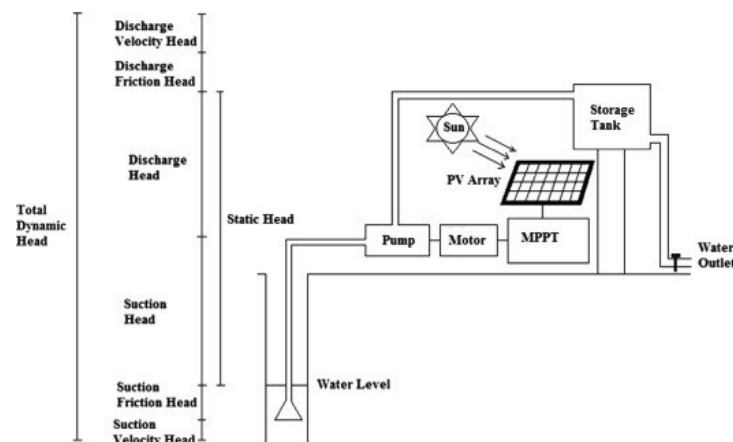 Discharge
Velocity Head
Discharge
Friction Head
Discharge
Head
Total
Dynamic
Head
Static Head
Suction
Head
Suction
Friction Head
Suction
Velocity Head
Sun
PV Array
Storage
Tank
Pump
Motor
MPPT
Water
Outlet
Water Level